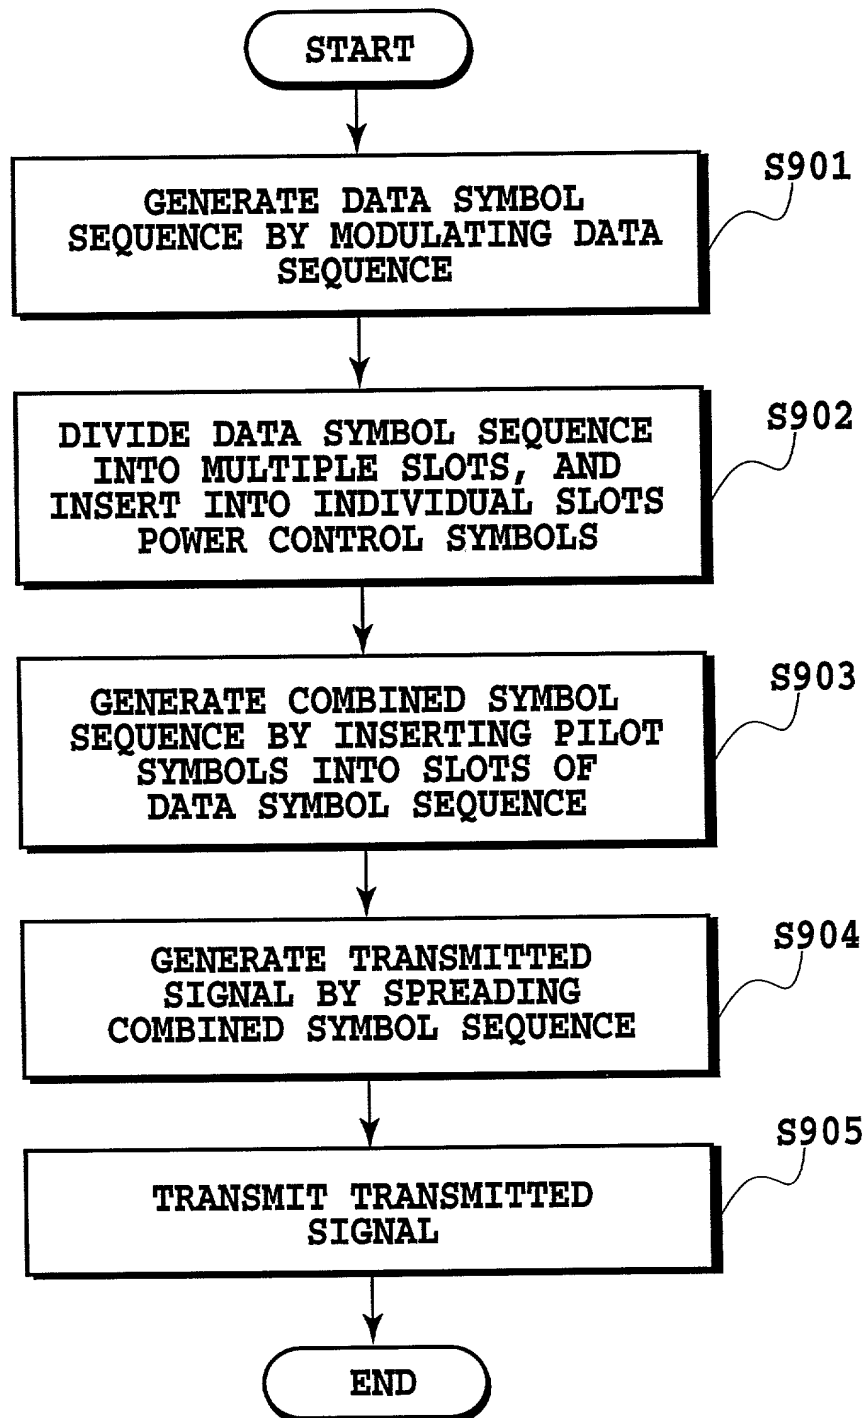 START
S901
GENERATE DATA SYMBOL
SEQUENCE BY MODULATING DATA
SEQUENCE
S902
DIVIDE DATA SYMBOL SEQUENCE
INTO MULTIPLE SLOTS, AND
INSERT INTO INDIVIDUAL SLOTS
POWER CONTROL SYMBOLS
S903
GENERATE COMBINED SYMBOL
SEQUENCE BY INSERTING PILOT
SYMBOLS INTO SLOTS OF
DATA SYMBOL SEQUENCE
S904
GENERATE TRANSMITTED
SIGNAL BY SPREADING
COMBINED SYMBOL SEQUENCE
S905
TRANSMIT TRANSMITTED
SIGNAL
END